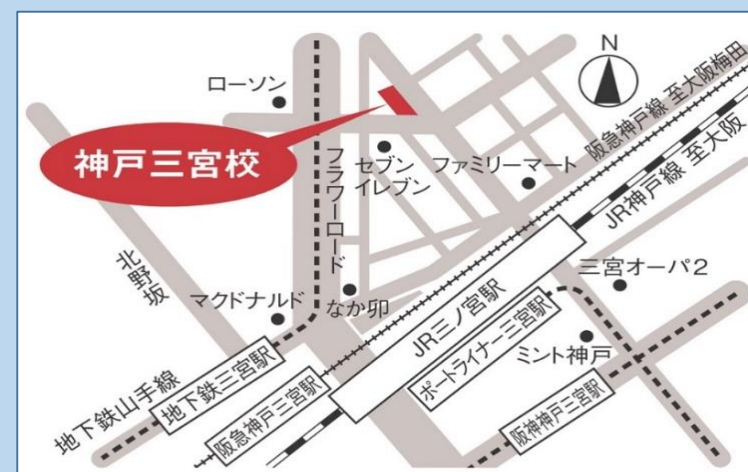 N
ローソン
神戸三宮校
フラワーロード
セブン
イレブン
ファミリーマート
阪急神戸線 至大阪梅田
JR神戸線 至大阪
北野坂
マクドナルド
なか卯
三宮オーパ2
JR三ノ宮駅
ポートライナー三宮駅
ミント神戸
地下鉄山手線
地下鉄三宮駅
阪急神戸三宮駅
阪神神戸三宮駅